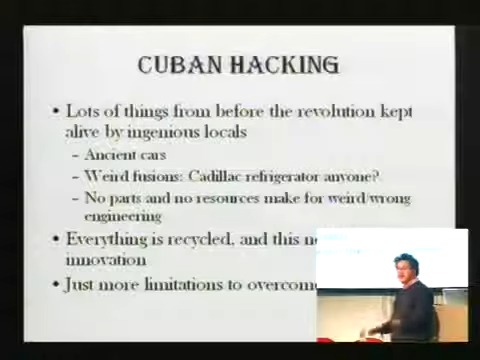 CUBAN HACKING
• Lots of things from before the revolution kept
alive by ingenious locals
– Ancient cars
– Weird fusions: Cadillac refrigerator anyone?
– No parts and no resources make for weird/wrong
engineering
• Everything is recycled, and this
innovation
• Just more limitations to